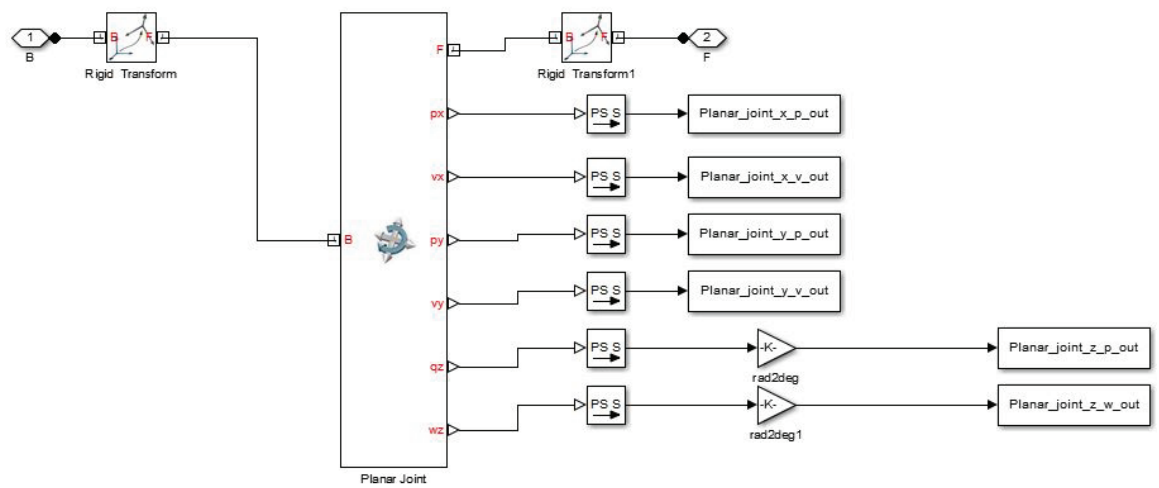 1
B
B F
Rigid Transform
F
px
vx
py
vy
qz
wz
B
Planar Joint
B F
Rigid Transform1
2
F
PS S
Planar_joint_x_p_out
PS S
Planar_joint_x_v_out
PS S
Planar_joint_y_p_out
PS S
Planar_joint_y_v_out
PS S
-K-
rad2deg
Planar_joint_z_p_out
PS S
-K-
rad2deg1
Planar_joint_z_w_out